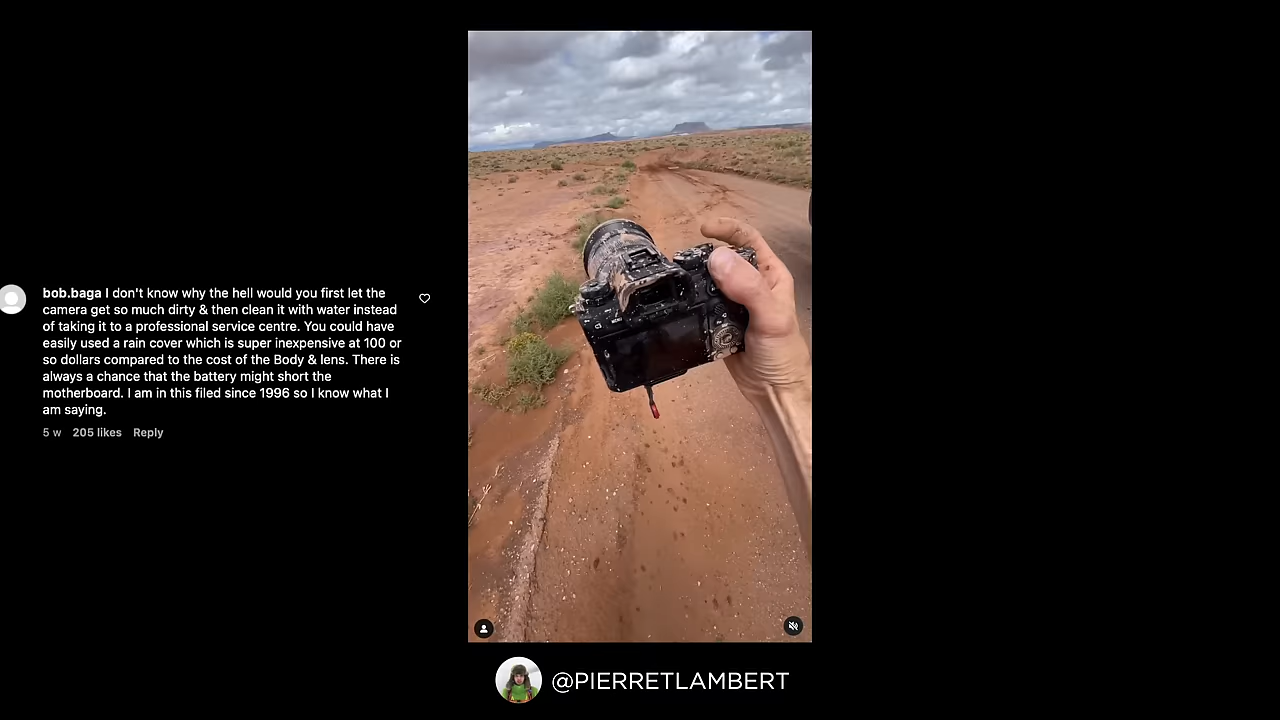 bob.baga I don't know why the hell would you first let the
camera get so much dirty & then clean it with water instead
of taking it to a professional service centre. You could have
easily used a rain cover which is super inexpensive at 100 or
so dollars compared to the cost of the Body & lens. There is
always a chance that the battery might short the
motherboard. I am in this filed since 1996 so I know what I
am saying.
5 w 205 likes Reply
@PIERRETLAMBERT